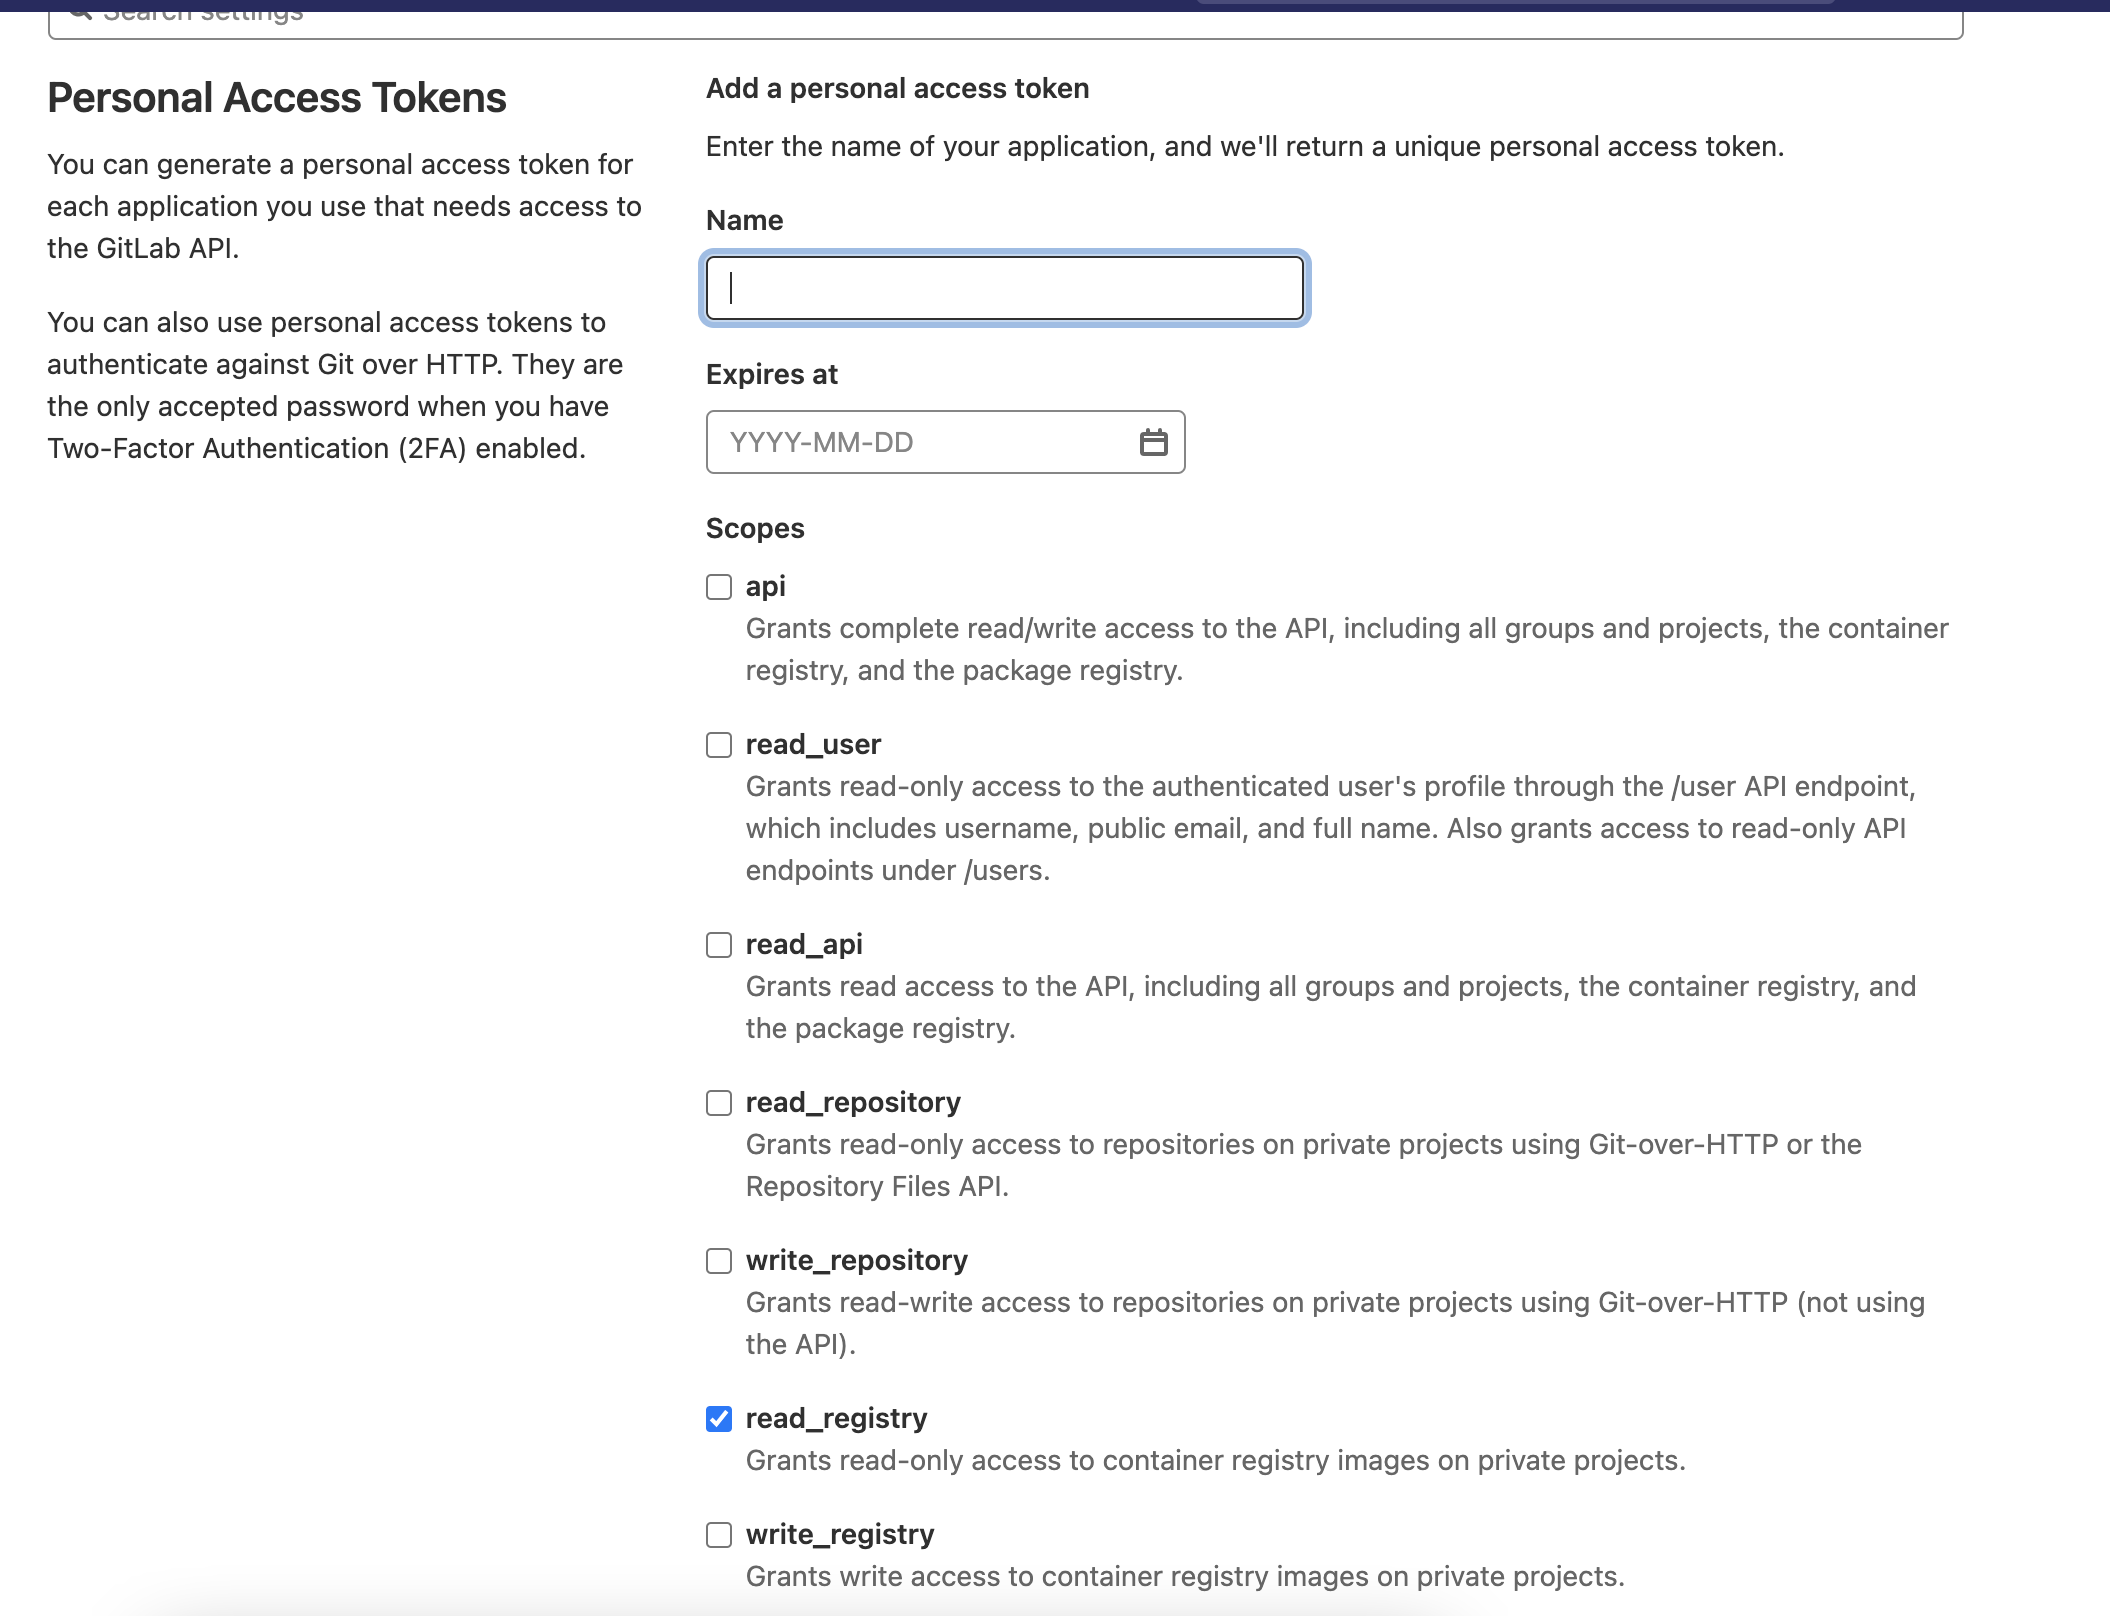 Search settings
Personal Access Tokens
You can generate a personal access token for
each application you use that needs access to
the GitLab API.
You can also use personal access tokens to
authenticate against Git over HTTP. They are
the only accepted password when you have
Two-Factor Authentication (2FA) enabled.
Add a personal access token
Enter the name of your application, and we'll return a unique personal access token.
Name
Expires at
YYYY-MM-DD
Scopes
api
Grants complete read/write access to the API, including all groups and projects, the container
registry, and the package registry.
read_user
Grants read-only access to the authenticated user's profile through the /user API endpoint,
which includes username, public email, and full name. Also grants access to read-only API
endpoints under /users.
read_api
Grants read access to the API, including all groups and projects, the container registry, and
the package registry.
read_repository
Grants read-only access to repositories on private projects using Git-over-HTTP or the
Repository Files API.
write_repository
Grants read-write access to repositories on private projects using Git-over-HTTP (not using
the API).
read_registry
Grants read-only access to container registry images on private projects.
write_registry
Grants write access to container registry images on private projects.